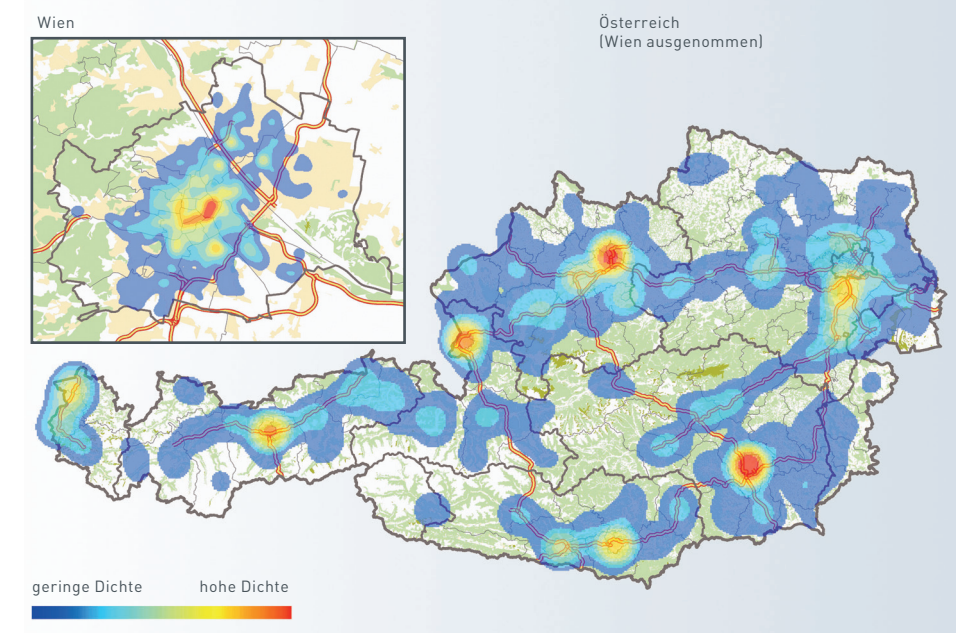 Wien
Österreich
(Wien ausgenommen)
geringe Dichte
hohe Dichte